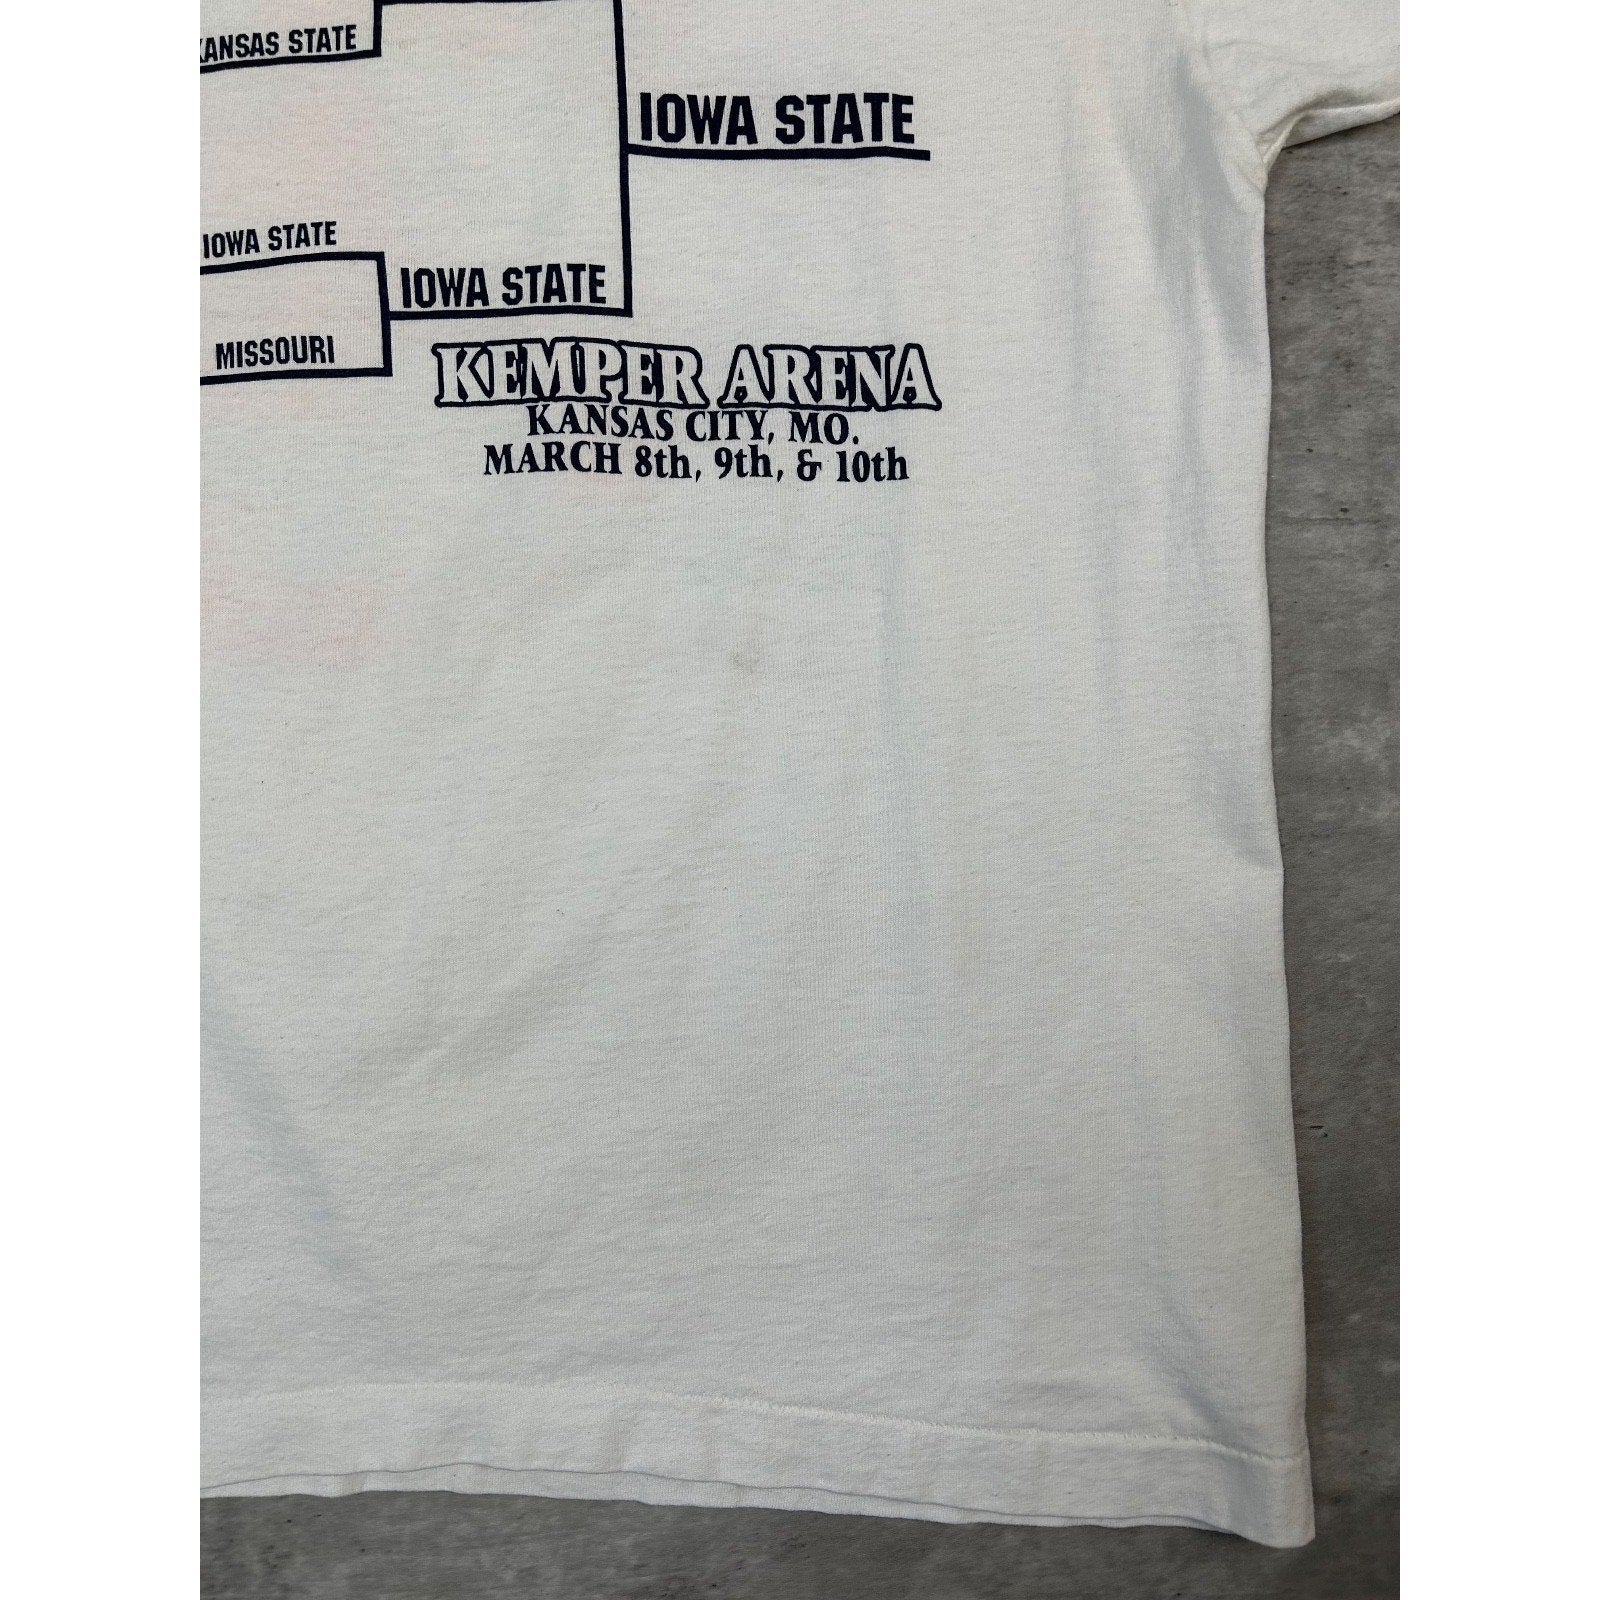 KANSAS STATE
IOWA STATE
IOWA STATE
IOWA STATE
MISSOURI
KEMPER ARENA
KANSAS CITY, MO.
MARCH 8th, 9th, & 10th